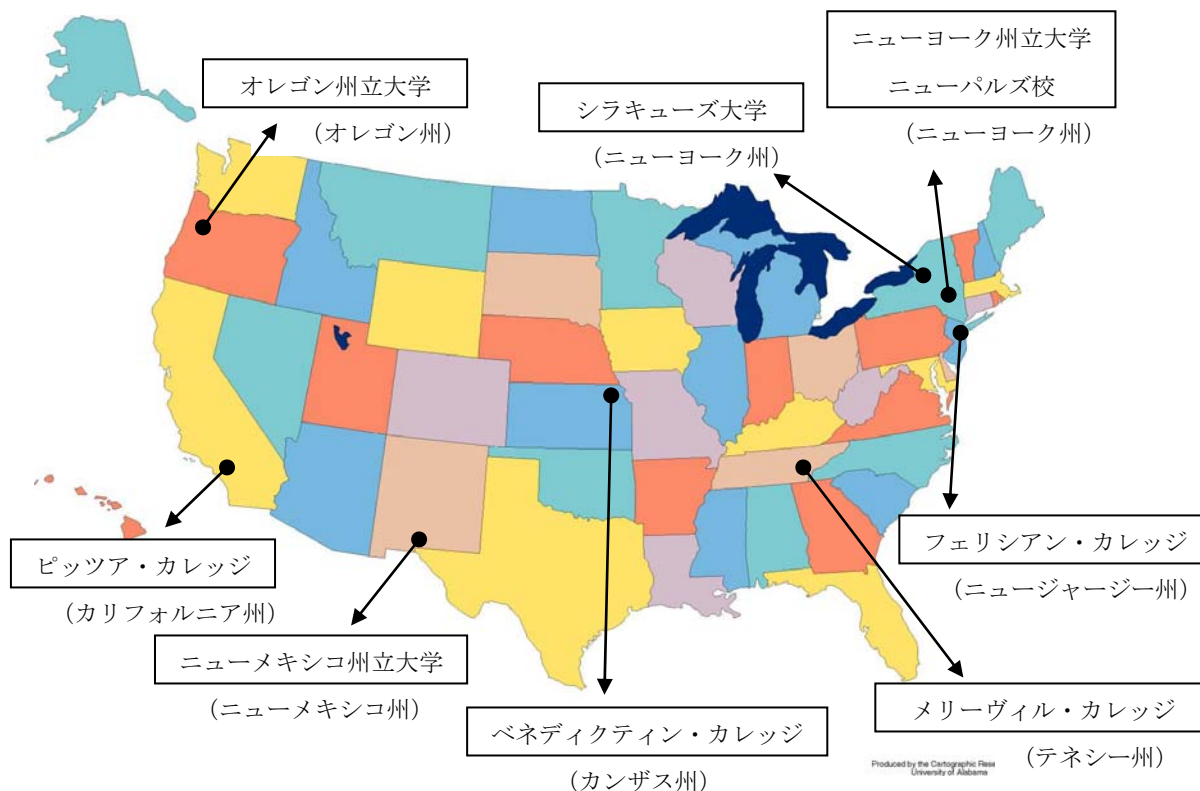 ニューヨーク州立大学
ニューパルズ校
(ニューヨーク州)
オレゴン州立大学
(オレゴン州)
シラキューズ大学
(ニューヨーク州)
フェリシアン・カレッジ
(ニュージャージー州)
ピッツア・カレッジ
(カリフォルニア州)
ニューメキシコ州立大学
(ニューメキシコ州)
ベネディクティン・カレッジ
(カンザス州)
メリーヴィル・カレッジ
(テネシー州)
Produced by the Cartographic Rese
University of Alabama